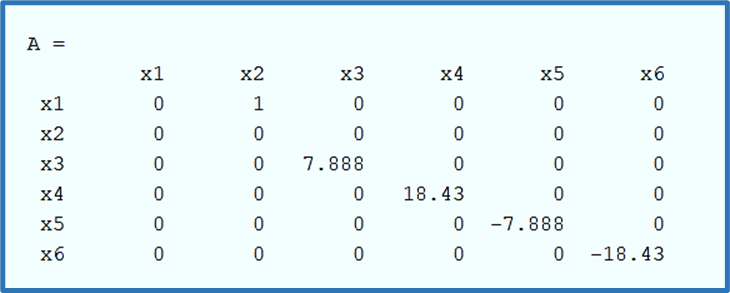 A =
x1 x2 x3 x4 x5 x6
x1 0 1 0 0 0 0
x2 0 0 0 0 0 0
x3 0 0 7.888 0 0 0
x4 0 0 0 18.43 0 0
x5 0 0 0 0 -7.888 0
x6 0 0 0 0 0 -18.43